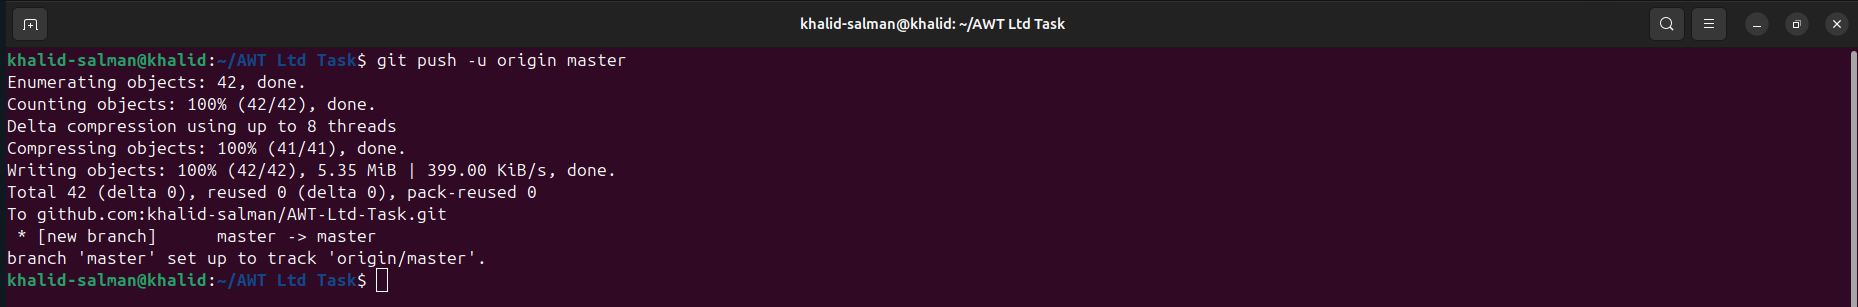 khalid-salman@khalid: ~/AWT Ltd Task
khalid-salman@khalid:~/AWT Ltd Task$ git push -u origin master
Enumerating objects: 42, done.
Counting objects: 100% (42/42), done.
Delta compression using up to 8 threads
Compressing objects: 100% (41/41), done.
Writing objects: 100% (42/42), 5.35 MiB | 399.00 KiB/s, done.
Total 42 (delta 0), reused 0 (delta 0), pack-reused 0
To github.com:khalid-salman/AWT-Ltd-Task.git
 * [new branch]      master -> master
branch 'master' set up to track 'origin/master'.
khalid-salman@khalid:~/AWT Ltd Task$